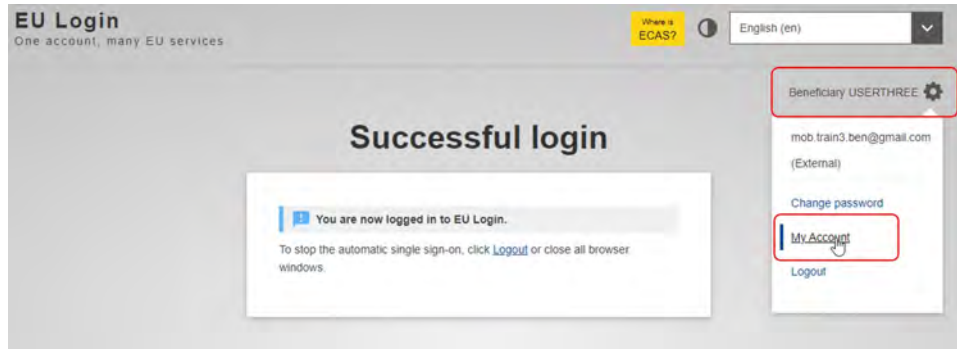 EU Login
One account, many EU services
Where is
ECAS?
English (en)
Beneficiary USERTHREE
Successful login
mob.train3.ben@gmail.com
(External)
Change password
My Account
Logout
You are now logged in to EU Login.
To stop the automatic single sign-on, click Logout or close all browser
windows.